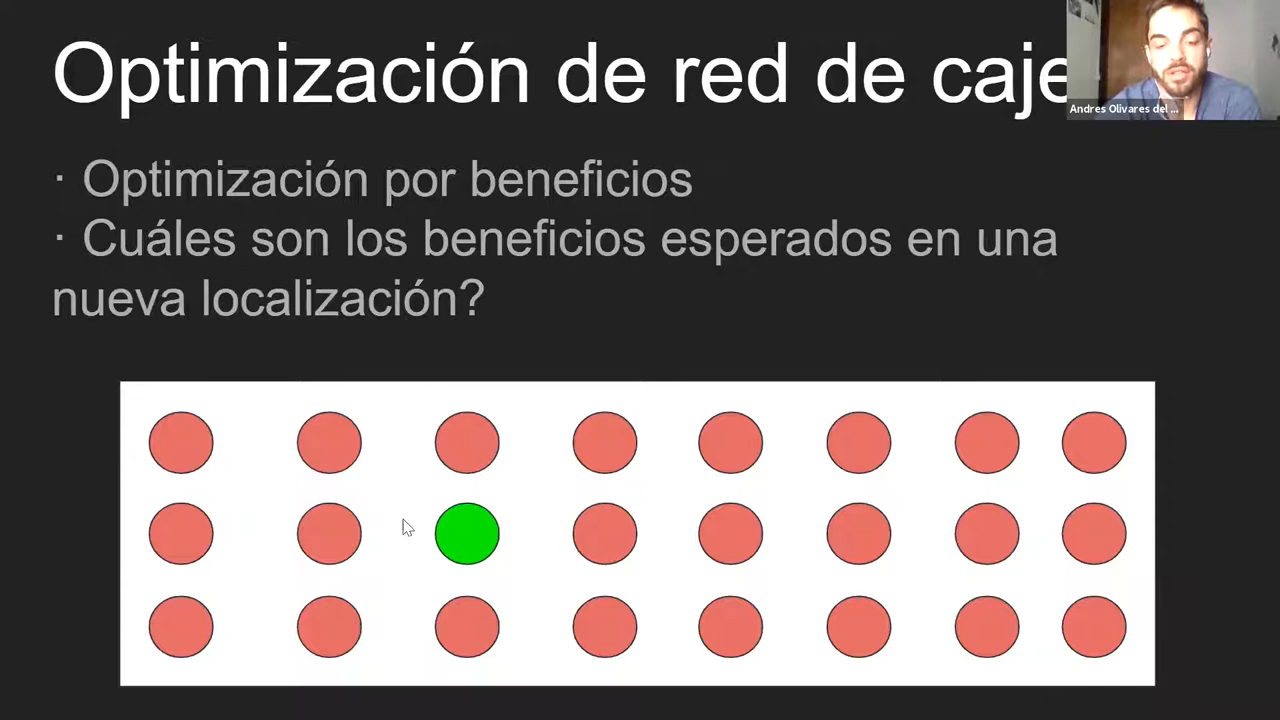 Optimización de red de caje
Andres Olivares del ...
· Optimización por beneficios
· Cuáles son los beneficios esperados en una
nueva localización?